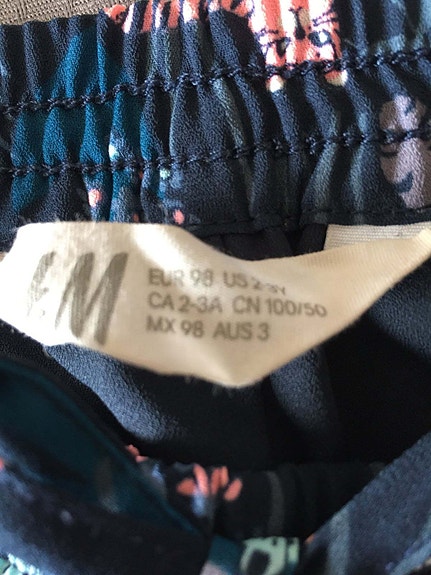 H&M
EUR 98 US 2-3Y
CA 2-3A CN 100/50
MX 98 AUS 3